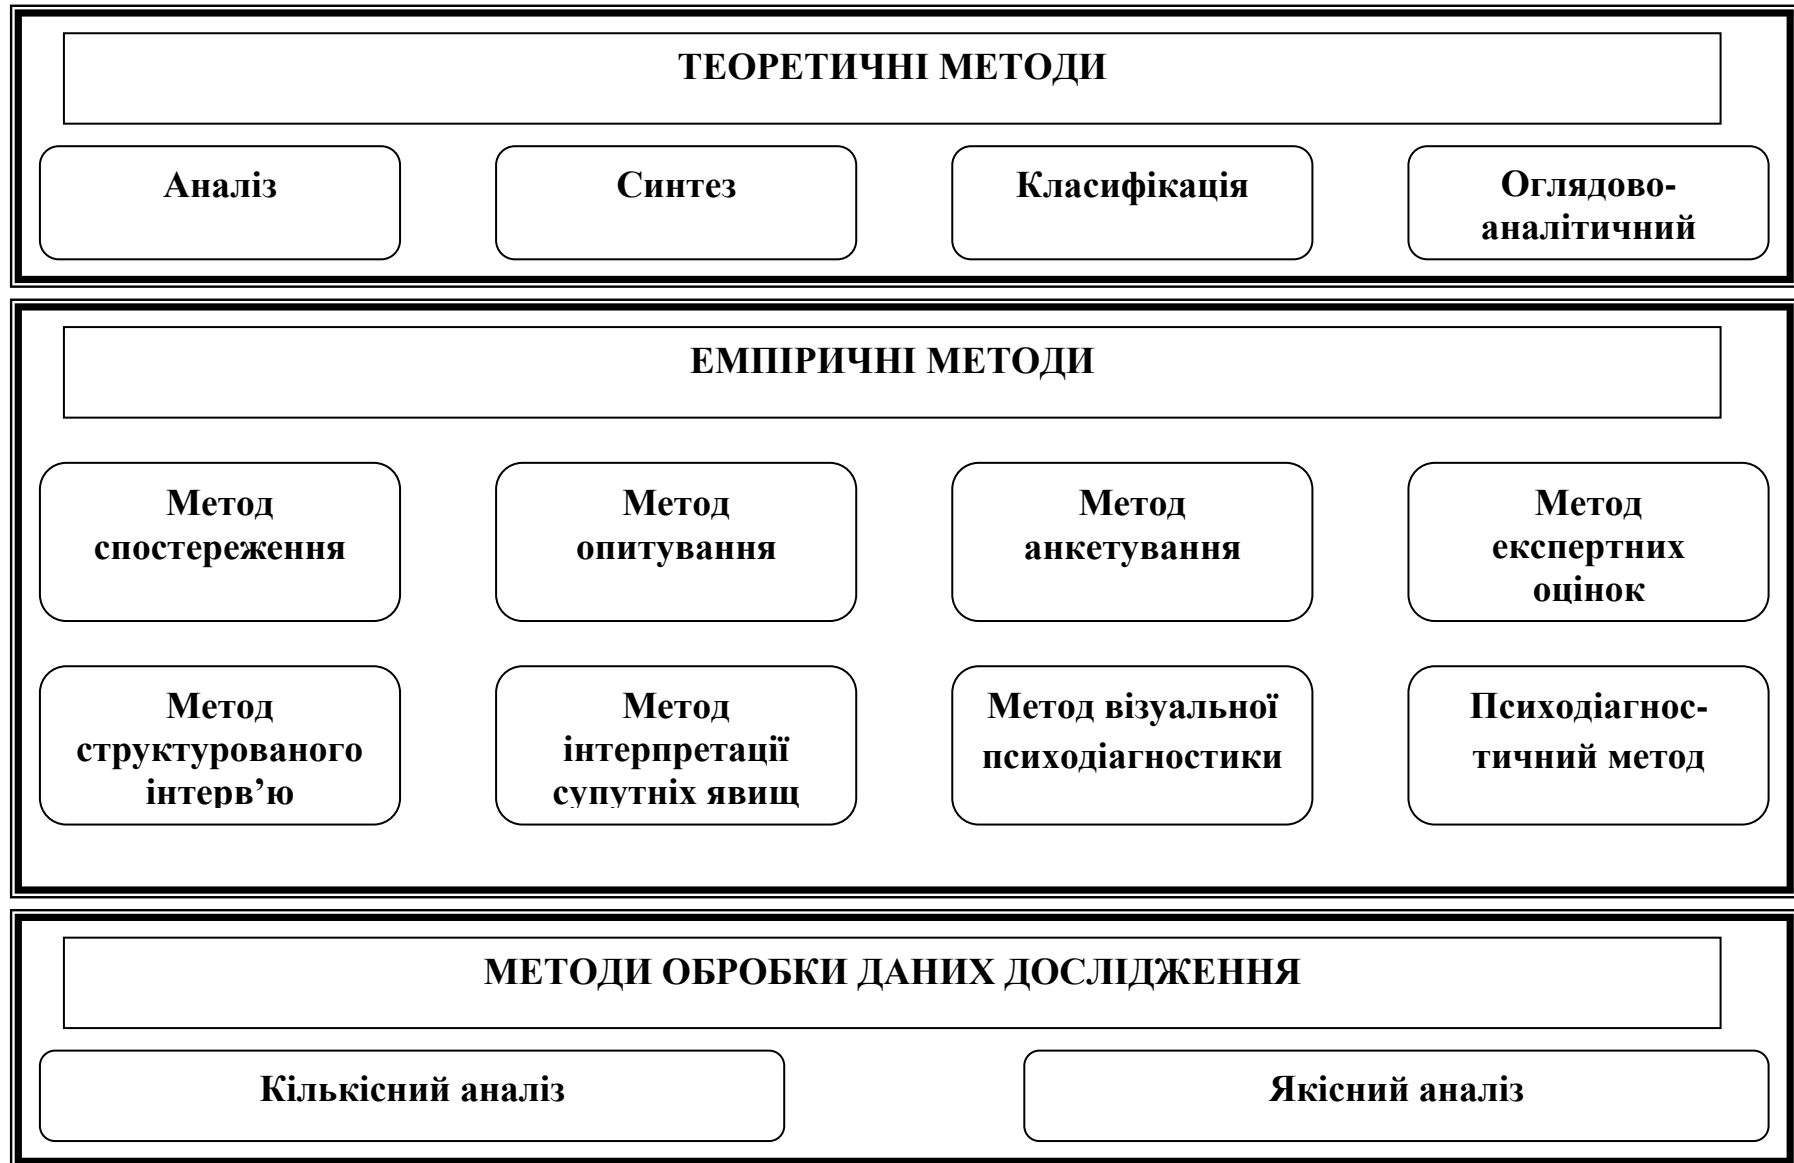 ТЕОРЕТИЧНІ МЕТОДИ
Аналіз
Синтез
Класифікація
Оглядово-
аналітичний
ЕМПІРИЧНІ МЕТОДИ
Метод
спостереження
Метод
опитування
Метод
анкетування
Метод
експертних
оцінок
Метод
структурованого
інтерв’ю
Метод
інтерпретації
супутніх явищ
Метод візуальної
психодіагностики
Психодіагнос-
тичний метод
МЕТОДИ ОБРОБКИ ДАНИХ ДОСЛІДЖЕННЯ
Кількісний аналіз
Якісний аналіз